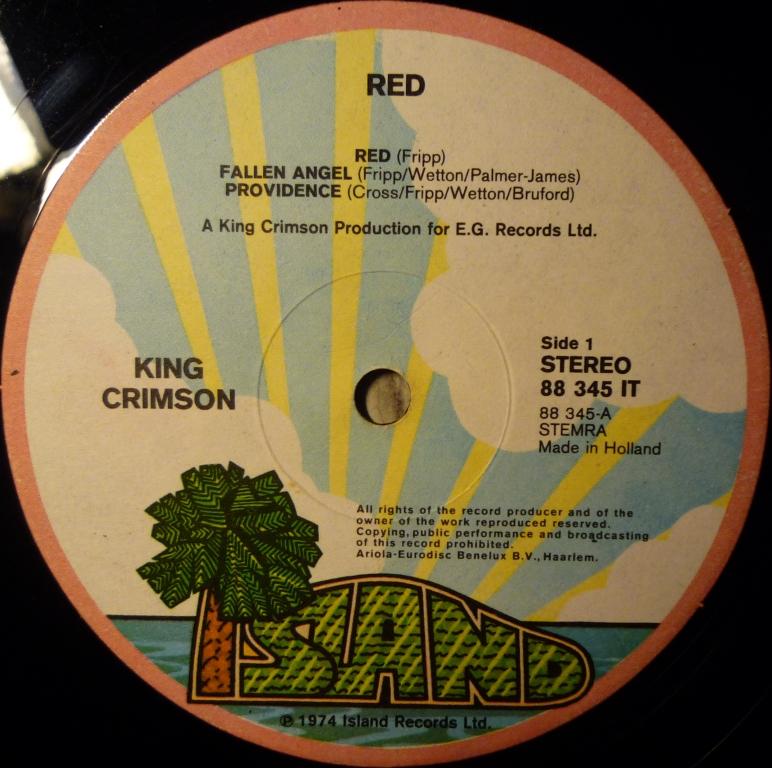 RED
RED (Fripp)
FALLEN ANGEL (Fripp/Wetton/Palmer-James)
PROVIDENCE (Cross/Fripp/Wetton/Bruford)
A King Crimson Production for E.G. Records Ltd.
KING
CRIMSON
Side 1
STEREO
88 345 IT
88 345-A
STEMRA
Made in Holland
All rights of the record producer and of the
owner of the work reproduced reserved.
Copying, public performance and broadcasting
of this record prohibited.
Ariola-Eurodisc Benelux B.V., Haarlem.
ISLAND
℗ 1974 Island Records Ltd.